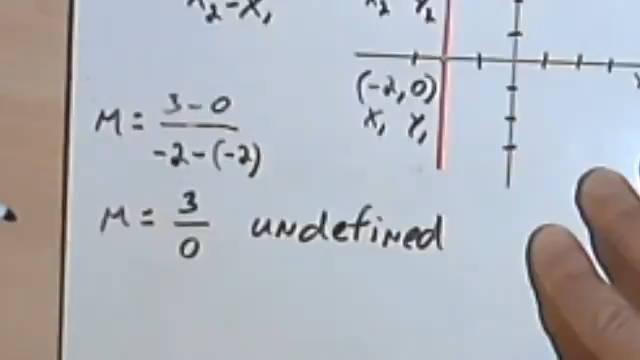 X₂-X₁
X₂ Y₂
(-2,0)
X₁ Y₁
M = 3-0 / -2-(-2)
M = 3/0 undefined